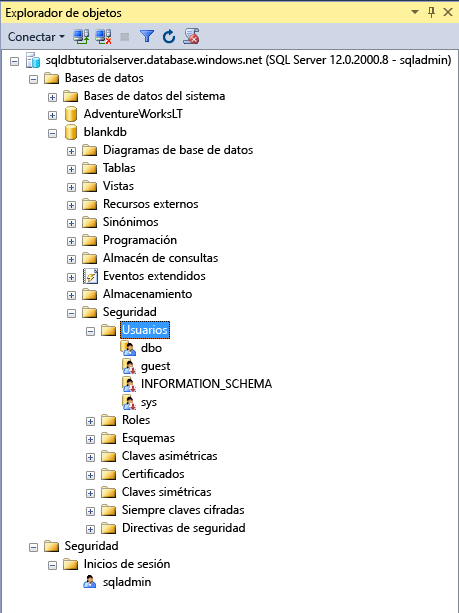 Explorador de objetos
Conectar
sqldbtutorialserver.database.windows.net (SQL Server 12.0.2000.8 - sqladmin)
Bases de datos
Bases de datos del sistema
AdventureWorksLT
blankdb
Diagramas de base de datos
Tablas
Vistas
Recursos externos
Sinónimos
Programación
Almacén de consultas
Eventos extendidos
Almacenamiento
Seguridad
Usuarios
dbo
guest
INFORMATION_SCHEMA
sys
Roles
Esquemas
Claves asimétricas
Certificados
Claves simétricas
Siempre claves cifradas
Directivas de seguridad
Seguridad
Inicios de sesión
sqladmin